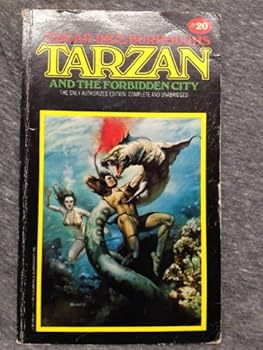 #20
EDGAR RICE BURROUGHS
TARZAN
AND THE FORBIDDEN CITY
THE ONLY AUTHORIZED EDITION COMPLETE AND UNABRIDGED